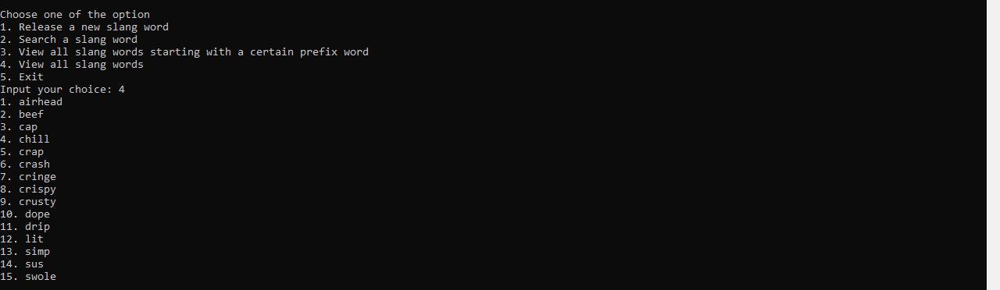 Choose one of the option
1. Release a new slang word
2. Search a slang word
3. View all slang words starting with a certain prefix word
4. View all slang words
5. Exit
Input your choice: 4
1. airhead
2. beef
3. cap
4. chill
5. crap
6. crash
7. cringe
8. crispy
9. crusty
10. dope
11. drip
12. lit
13. simp
14. sus
15. swole